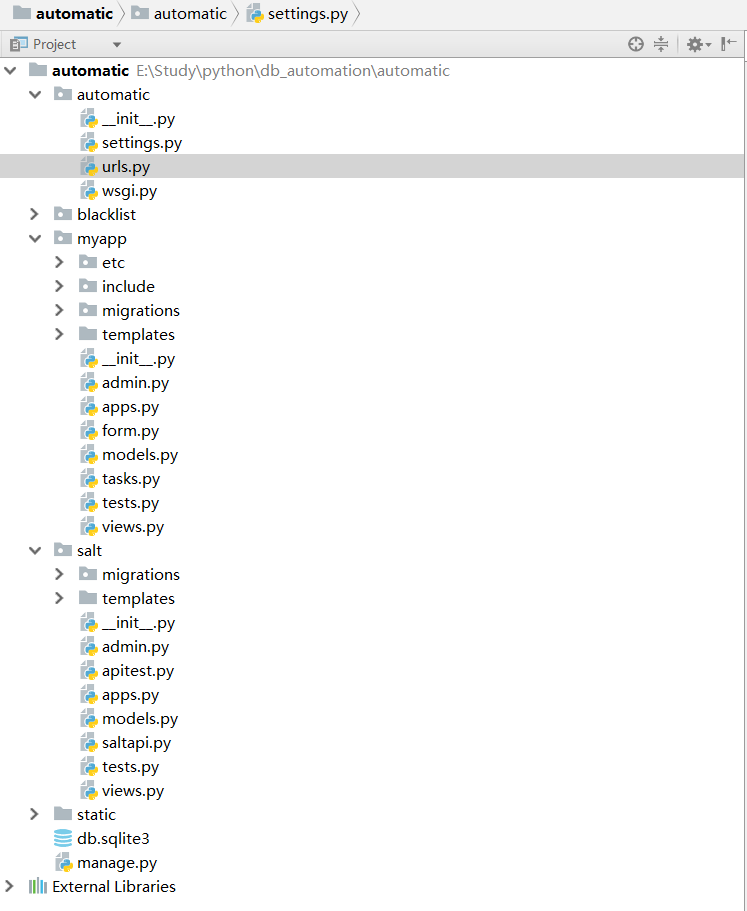 automatic automatic settings.py
Project
automatic E:\Study\python\db_automation\automatic
automatic
__init__.py
settings.py
urls.py
wsgi.py
blacklist
myapp
etc
include
migrations
templates
__init__.py
admin.py
apps.py
form.py
models.py
tasks.py
tests.py
views.py
salt
migrations
templates
__init__.py
admin.py
apitest.py
apps.py
models.py
saltapi.py
tests.py
views.py
static
db.sqlite3
manage.py
External Libraries